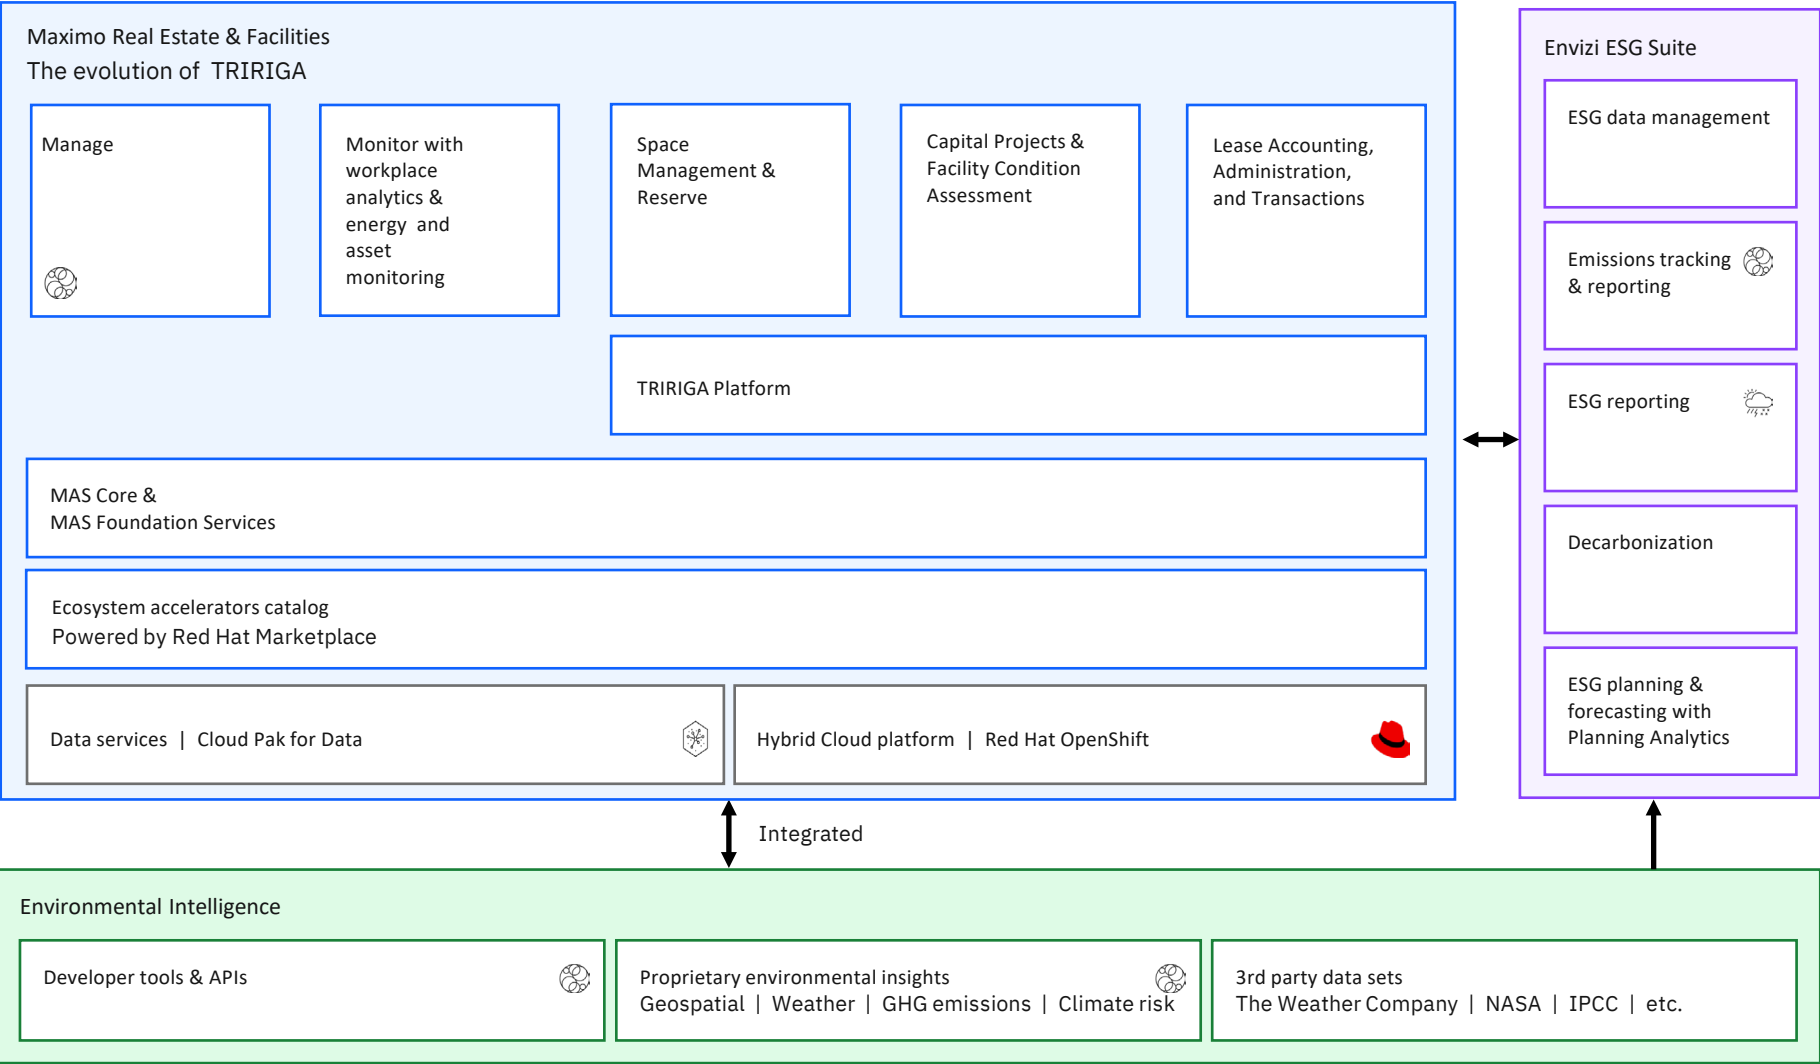 Maximo Real Estate & Facilities
The evolution of TRIRIGA
Manage
Monitor with
workplace
analytics &
energy and
asset
monitoring
Space
Management &
Reserve
Capital Projects &
Facility Condition
Assessment
Lease Accounting,
Administration,
and Transactions
TRIRIGA Platform
MAS Core &
MAS Foundation Services
Ecosystem accelerators catalog
Powered by Red Hat Marketplace
Data services | Cloud Pak for Data
Hybrid Cloud platform | Red Hat OpenShift
Envizi ESG Suite
ESG data management
Emissions tracking
& reporting
ESG reporting
Decarbonization
ESG planning &
forecasting with
Planning Analytics
Integrated
Environmental Intelligence
Developer tools & APIs
Proprietary environmental insights
Geospatial | Weather | GHG emissions | Climate risk
3rd party data sets
The Weather Company | NASA | IPCC | etc.